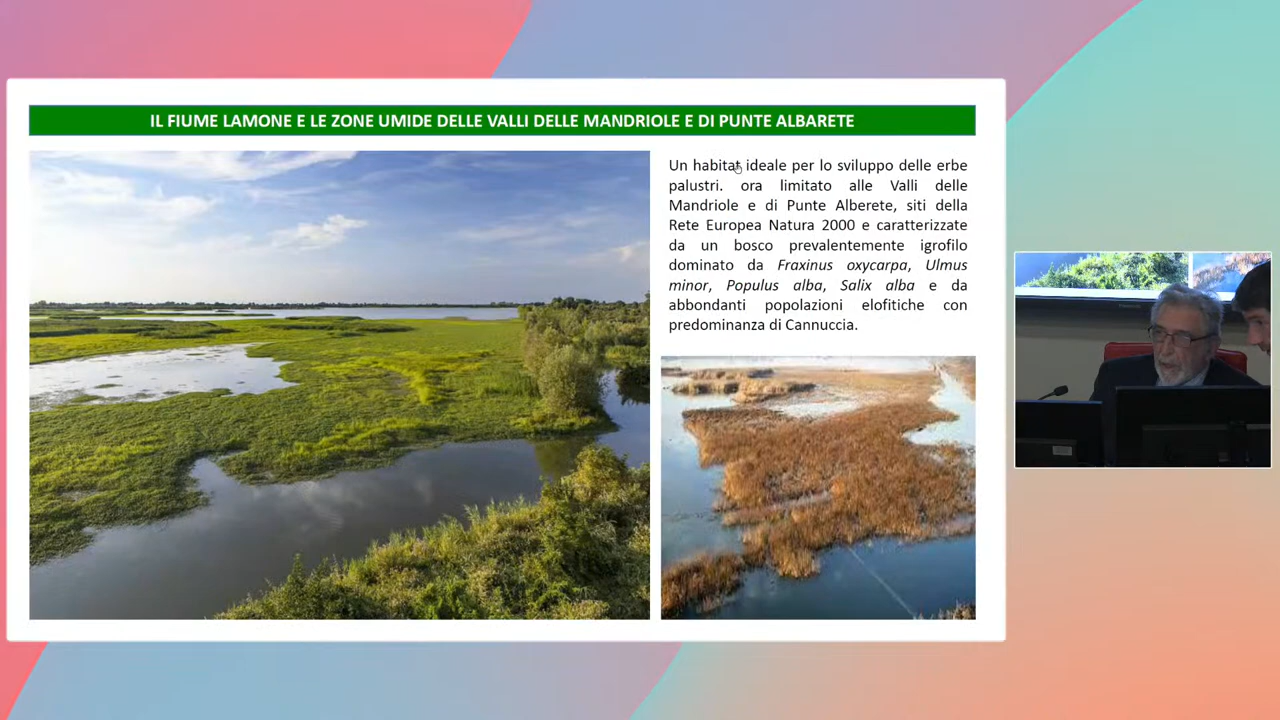 IL FIUME LAMONE E LE ZONE UMIDE DELLE VALLI DELLE MANDRIOLE E DI PUNTE ALBARETE
Un habitat ideale per lo sviluppo delle erbe
palustri. ora limitato alle Valli delle
Mandriole e di Punte Alberete, siti della
Rete Europea Natura 2000 e caratterizzate
da un bosco prevalentemente igrofilo
dominato da Fraxinus oxycarpa, Ulmus
minor, Populus alba, Salix alba e da
abbondanti popolazioni elofitiche con
predominanza di Cannuccia.